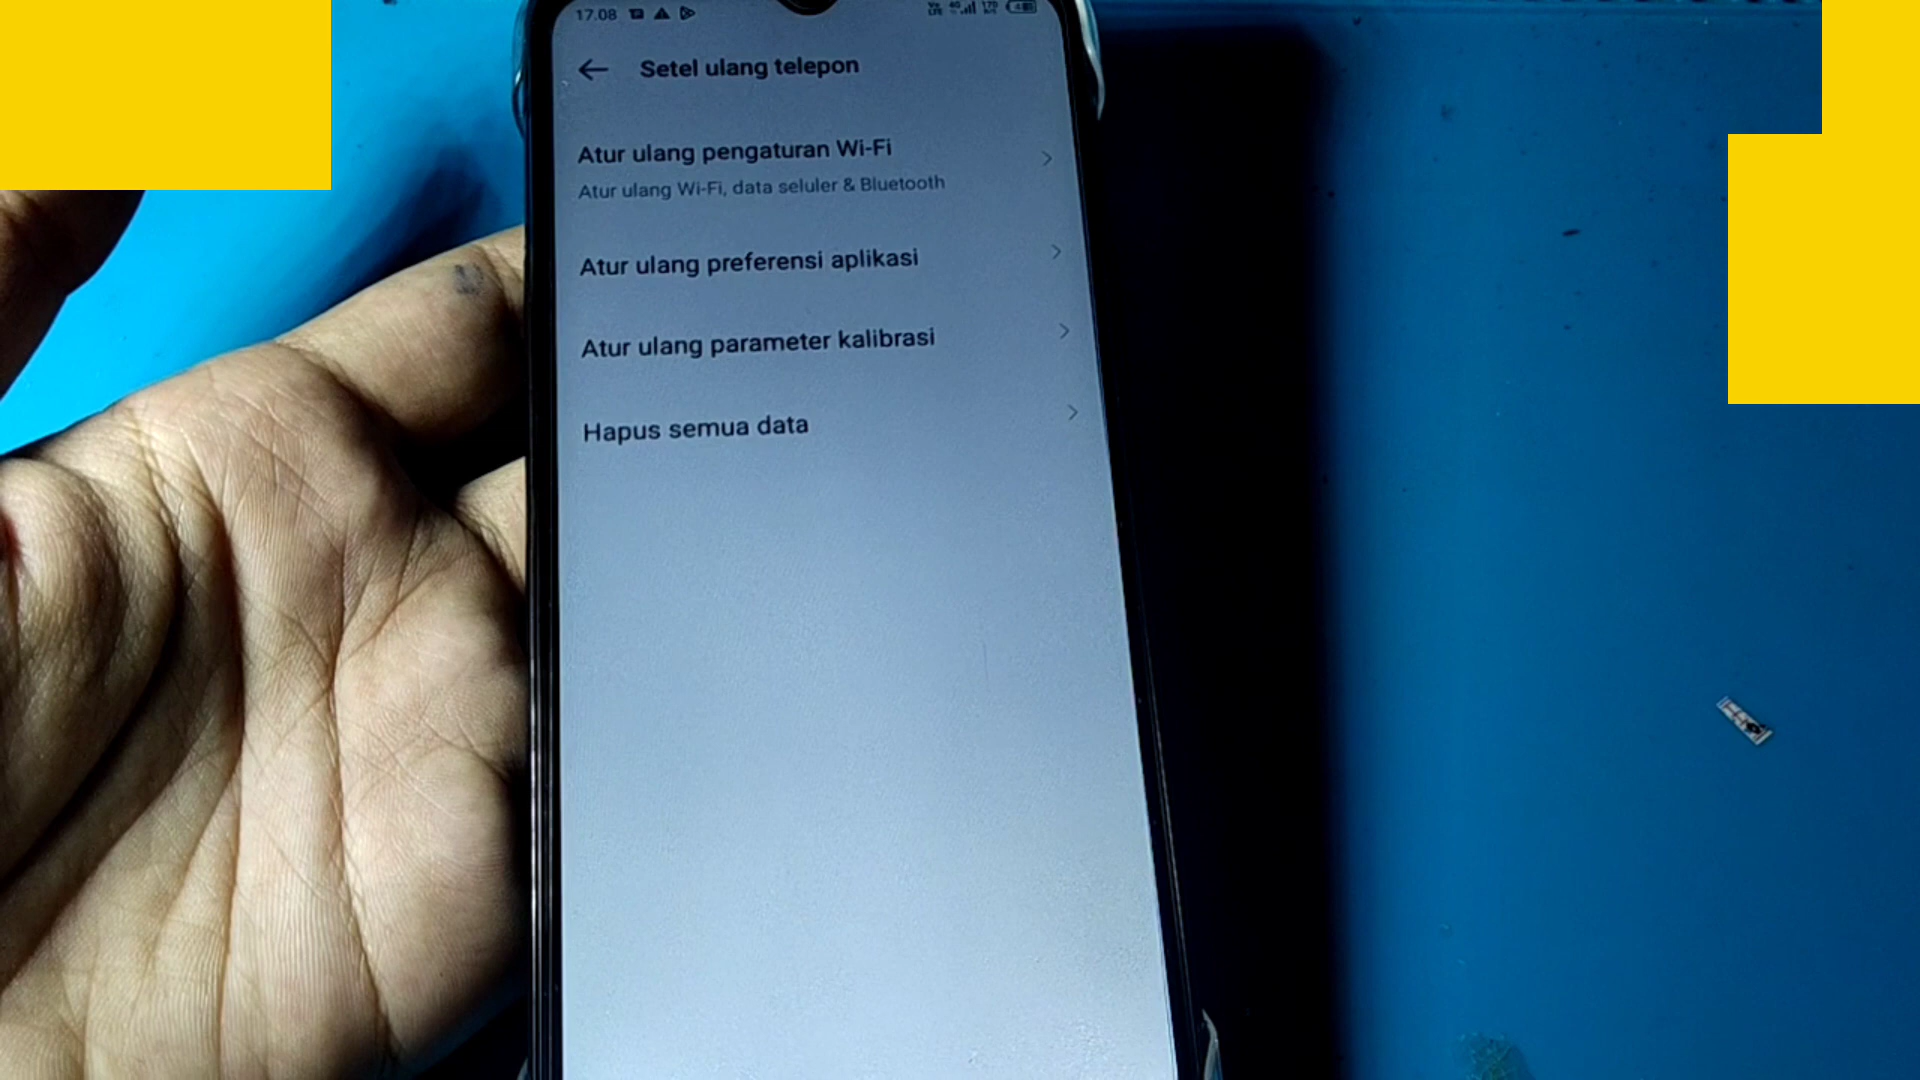 17.08
Setel ulang telepon
Atur ulang pengaturan Wi-Fi
Atur ulang Wi-Fi, data seluler & Bluetooth
Atur ulang preferensi aplikasi
Atur ulang parameter kalibrasi
Hapus semua data